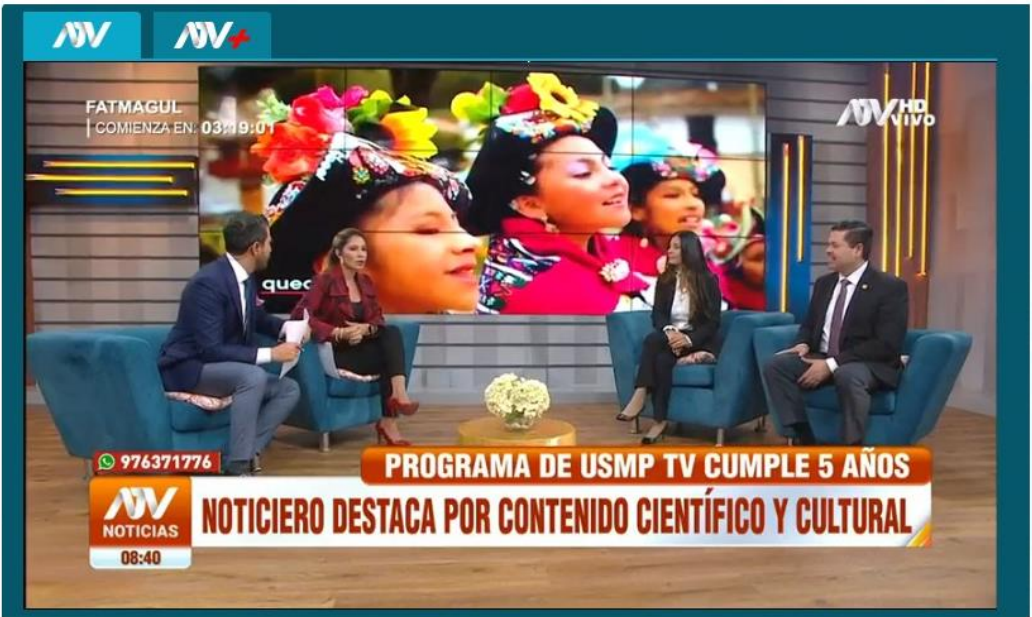 ATV
ATV+
FATMAGUL
COMIENZA EN: 03:19:01
ATV HD
VIVO
quec
976371776
PROGRAMA DE USMP TV CUMPLE 5 AÑOS
ATV
NOTICIAS
NOTICIERO DESTACA POR CONTENIDO CIENTÍFICO Y CULTURAL
08:40